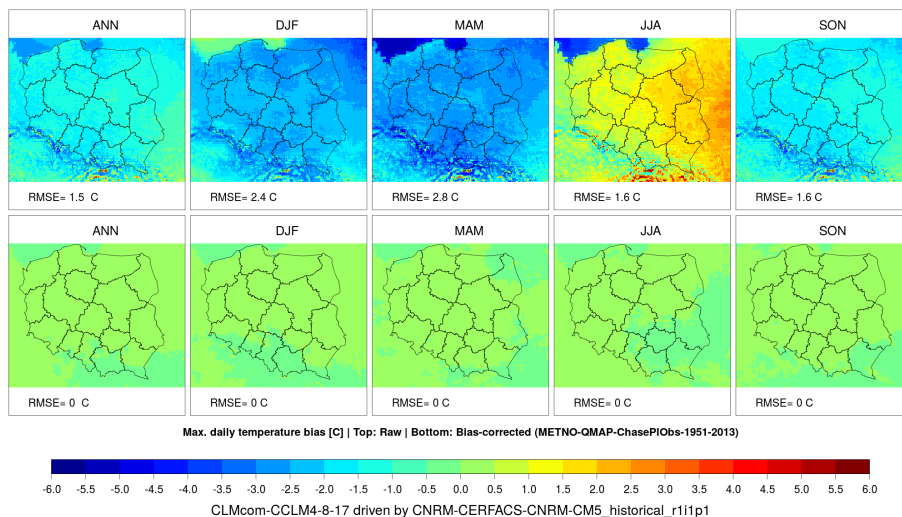 ANN DJF MAM JJA SON
RMSE= 1.5 C RMSE= 2.4 C RMSE= 2.8 C RMSE= 1.6 C RMSE= 1.6 C
ANN DJF MAM JJA SON
RMSE= 0 C RMSE= 0 C RMSE= 0 C RMSE= 0 C RMSE= 0 C
Max. daily temperature bias [C] | Top: Raw | Bottom: Bias-corrected (METNO-QMAP-ChasePlObs-1951-2013)
-6.0 -5.5 -5.0 -4.5 -4.0 -3.5 -3.0 -2.5 -2.0 -1.5 -1.0 -0.5 0.0 0.5 1.0 1.5 2.0 2.5 3.0 3.5 4.0 4.5 5.0 5.5 6.0
CLMcom-CCLM4-8-17 driven by CNRM-CERFACS-CNRM-CM5_historical_r1i1p1